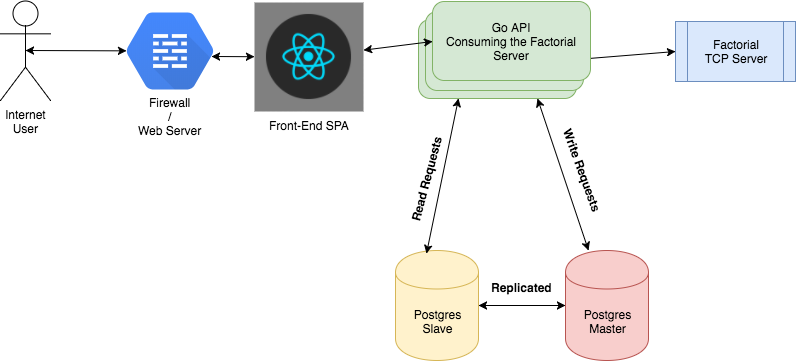 Go API
Consuming the Factorial
Server
Factorial
TCP Server
Internet
User
Firewall
/
Web Server
Front-End SPA
Read Requests
Write Requests
Replicated
Postgres
Slave
Postgres
Master